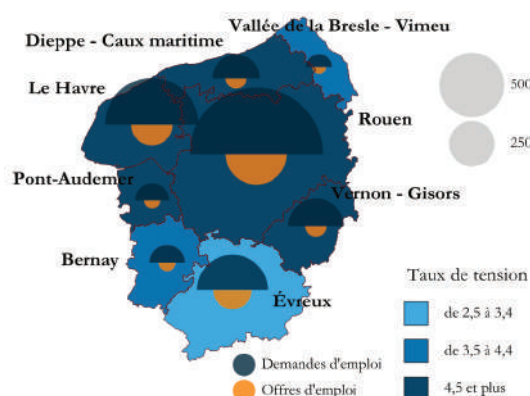 Vallée de la Bresle - Vimeu
Dieppe - Caux maritime
Le Havre
500
Rouen
250
Pont-Audemer
Vernon - Gisors
Bernay
Évreux
Taux de tension
de 2,5 à 3,4
de 3,5 à 4,4
4,5 et plus
Demandes d'emploi
Offres d'emploi